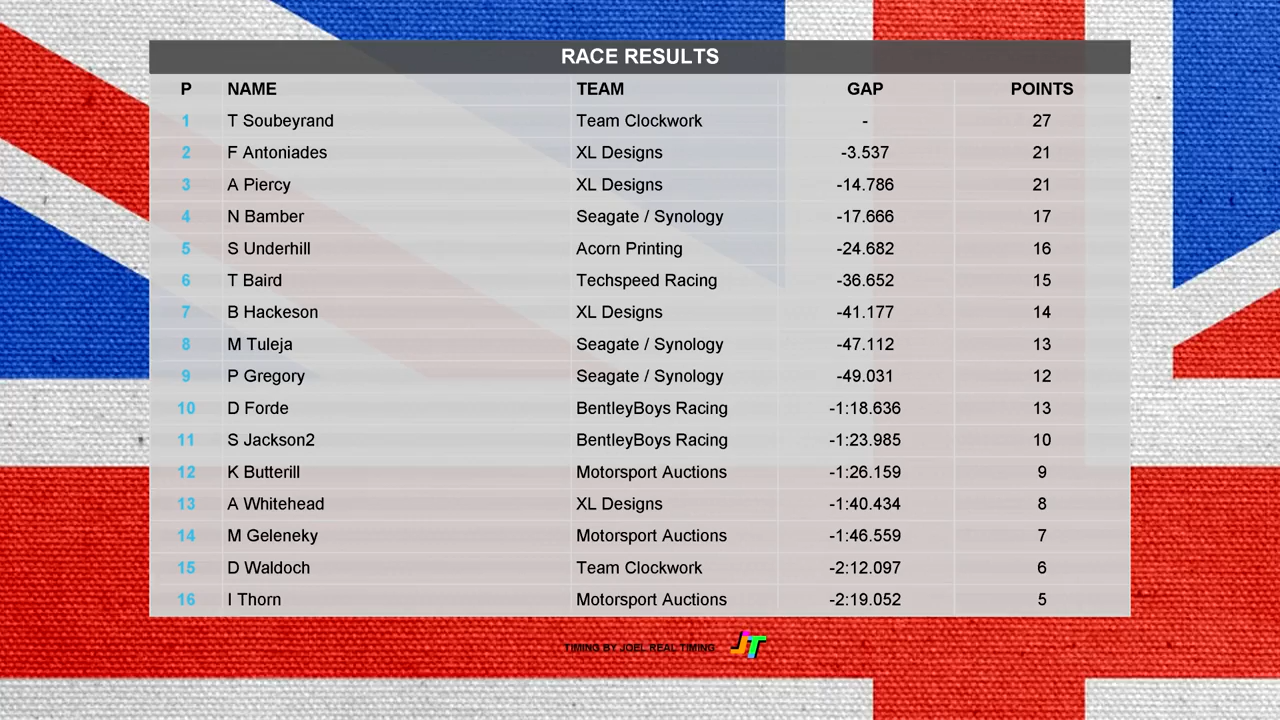 RACE RESULTS
P NAME TEAM GAP POINTS
1 T Soubeyrand Team Clockwork - 27
2 F Antoniades XL Designs -3.537 21
3 A Piercy XL Designs -14.786 21
4 N Bamber Seagate / Synology -17.666 17
5 S Underhill Acorn Printing -24.682 16
6 T Baird Techspeed Racing -36.652 15
7 B Hackeson XL Designs -41.177 14
8 M Tuleja Seagate / Synology -47.112 13
9 P Gregory Seagate / Synology -49.031 12
10 D Forde BentleyBoys Racing -1:18.636 13
11 S Jackson2 BentleyBoys Racing -1:23.985 10
12 K Butterill Motorsport Auctions -1:26.159 9
13 A Whitehead XL Designs -1:40.434 8
14 M Geleneky Motorsport Auctions -1:46.559 7
15 D Waldoch Team Clockwork -2:12.097 6
16 I Thorn Motorsport Auctions -2:19.052 5
TIMING BY JOEL REAL TIMING JT